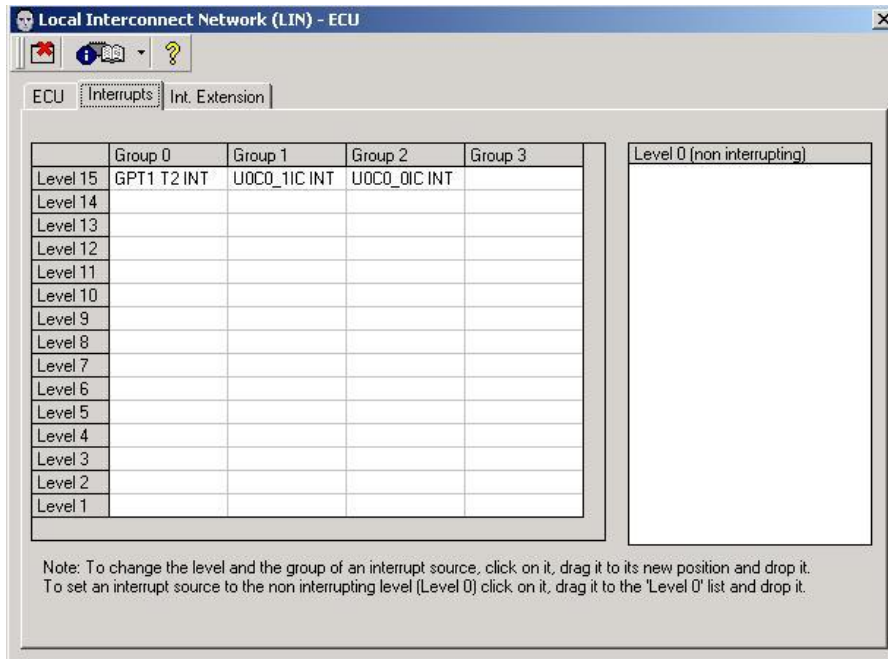 Local Interconnect Network (LIN) - ECU
ECU Interrupts Int. Extension
Group 0 Group 1 Group 2 Group 3 Level 0 (non interrupting)
Level 15 GPT1 T2 INT U0C0_1IC INT U0C0_0IC INT
Level 14
Level 13
Level 12
Level 11
Level 10
Level 9
Level 8
Level 7
Level 6
Level 5
Level 4
Level 3
Level 2
Level 1
Note: To change the level and the group of an interrupt source, click on it, drag it to its new position and drop it.
To set an interrupt source to the non interrupting level (Level 0) click on it, drag it to the 'Level 0' list and drop it.